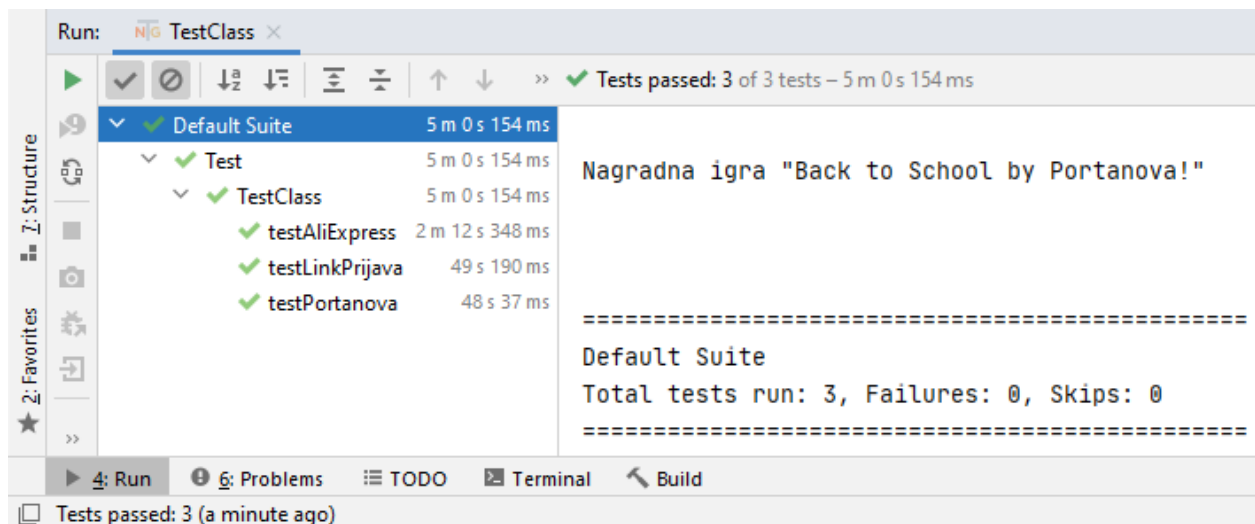 Run: NG TestClass
Tests passed: 3 of 3 tests – 5 m 0 s 154 ms
Default Suite 5 m 0 s 154 ms
Test 5 m 0 s 154 ms
TestClass 5 m 0 s 154 ms
testAliExpress 2 m 12 s 348 ms
testLinkPrijava 49 s 190 ms
testPortanova 48 s 37 ms
Nagradna igra "Back to School by Portanova!"
===============================================
Default Suite
Total tests run: 3, Failures: 0, Skips: 0
===============================================
7: Structure
2: Favorites
4: Run 6: Problems TODO Terminal Build
Tests passed: 3 (a minute ago)